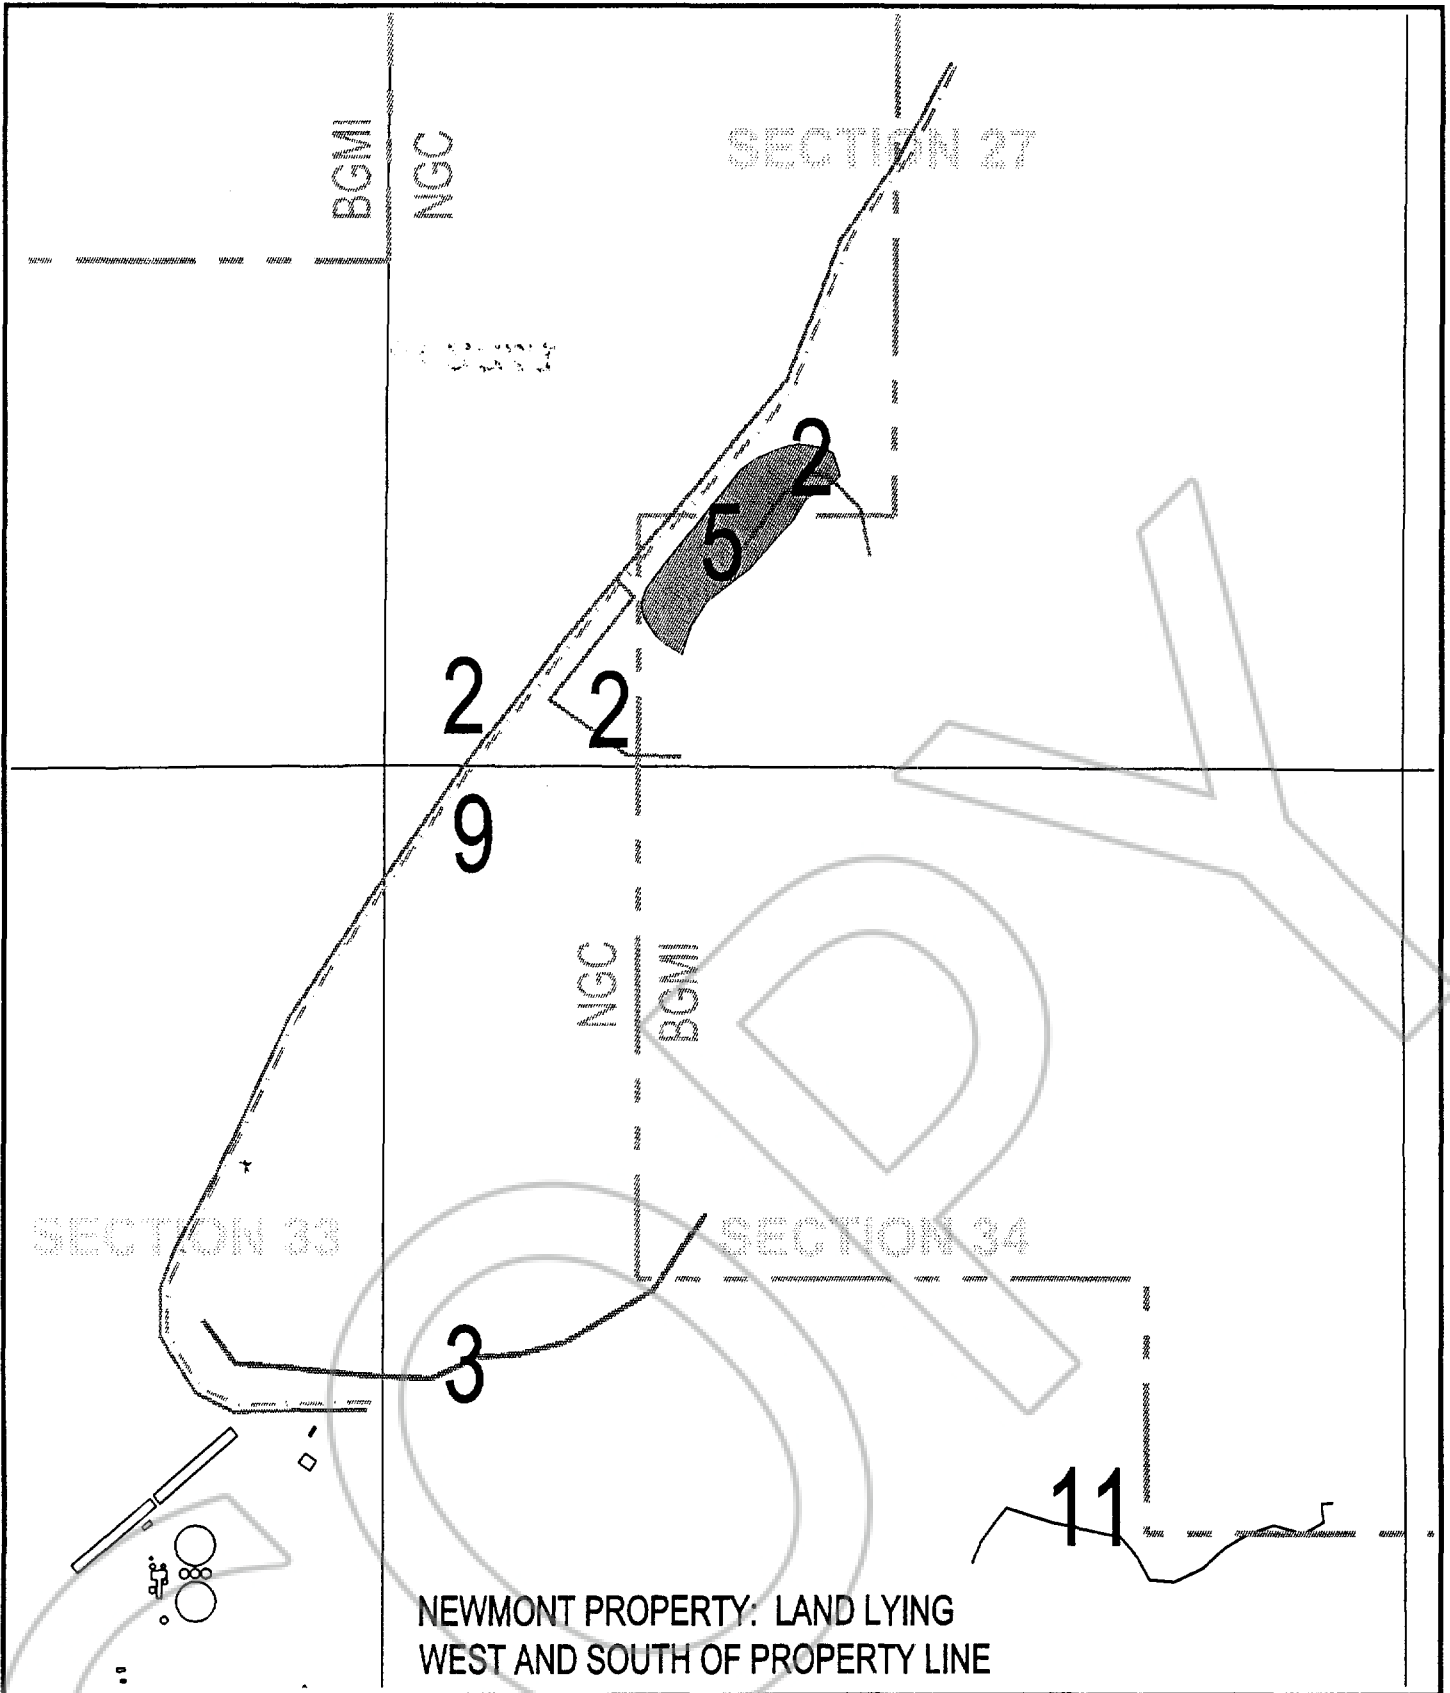 BGMI
NGC
SECTION 27
2
5
2
2
9
NGC
BGMI
SECTION 33
SECTION 34
3
11
NEWMONT PROPERTY: LAND LYING
WEST AND SOUTH OF PROPERTY LINE
COPY